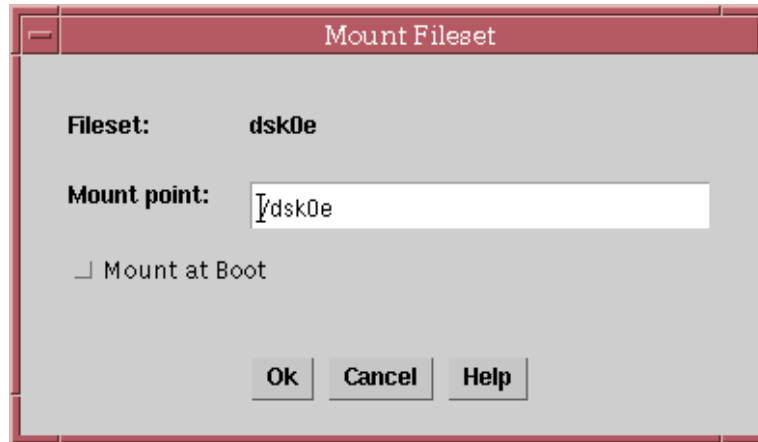 Mount Fileset
Fileset: dsk0e
Mount point: /dsk0e
Mount at Boot
Ok Cancel Help